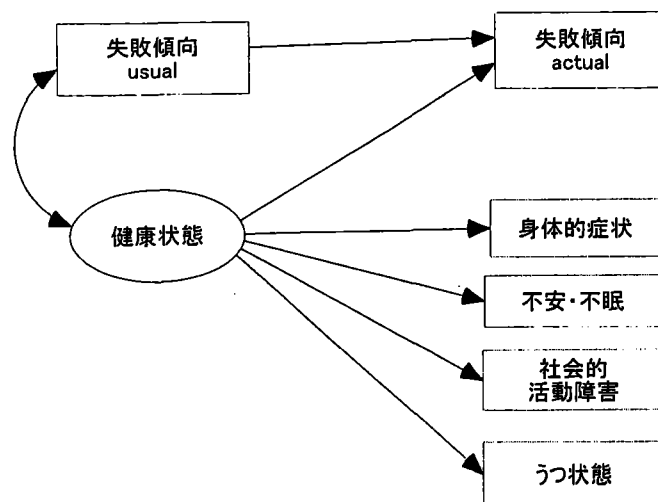 失敗傾向
usual
失敗傾向
actual
健康状態
身体的症状
不安・不眠
社会的
活動障害
うつ状態